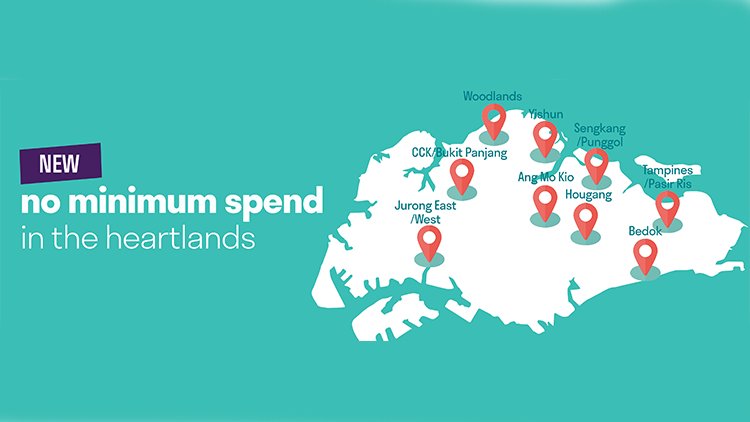 NEW
no minimum spend
in the heartlands
Woodlands
Yishun
Sengkang
/Punggol
CCK/Bukit Panjang
Tampines
/Pasir Ris
Ang Mo Kio
Hougang
Jurong East
/West
Bedok